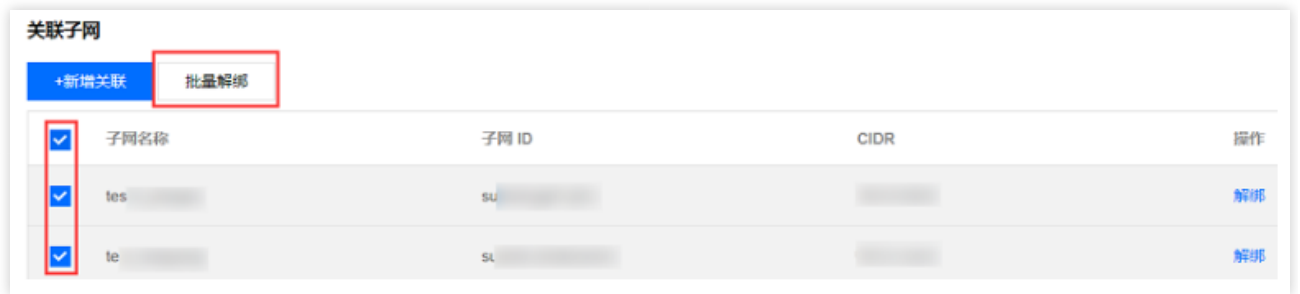 关联子网
+新增关联 批量解绑
子网名称 子网 ID CIDR 操作
tes su 解绑
te su 解绑